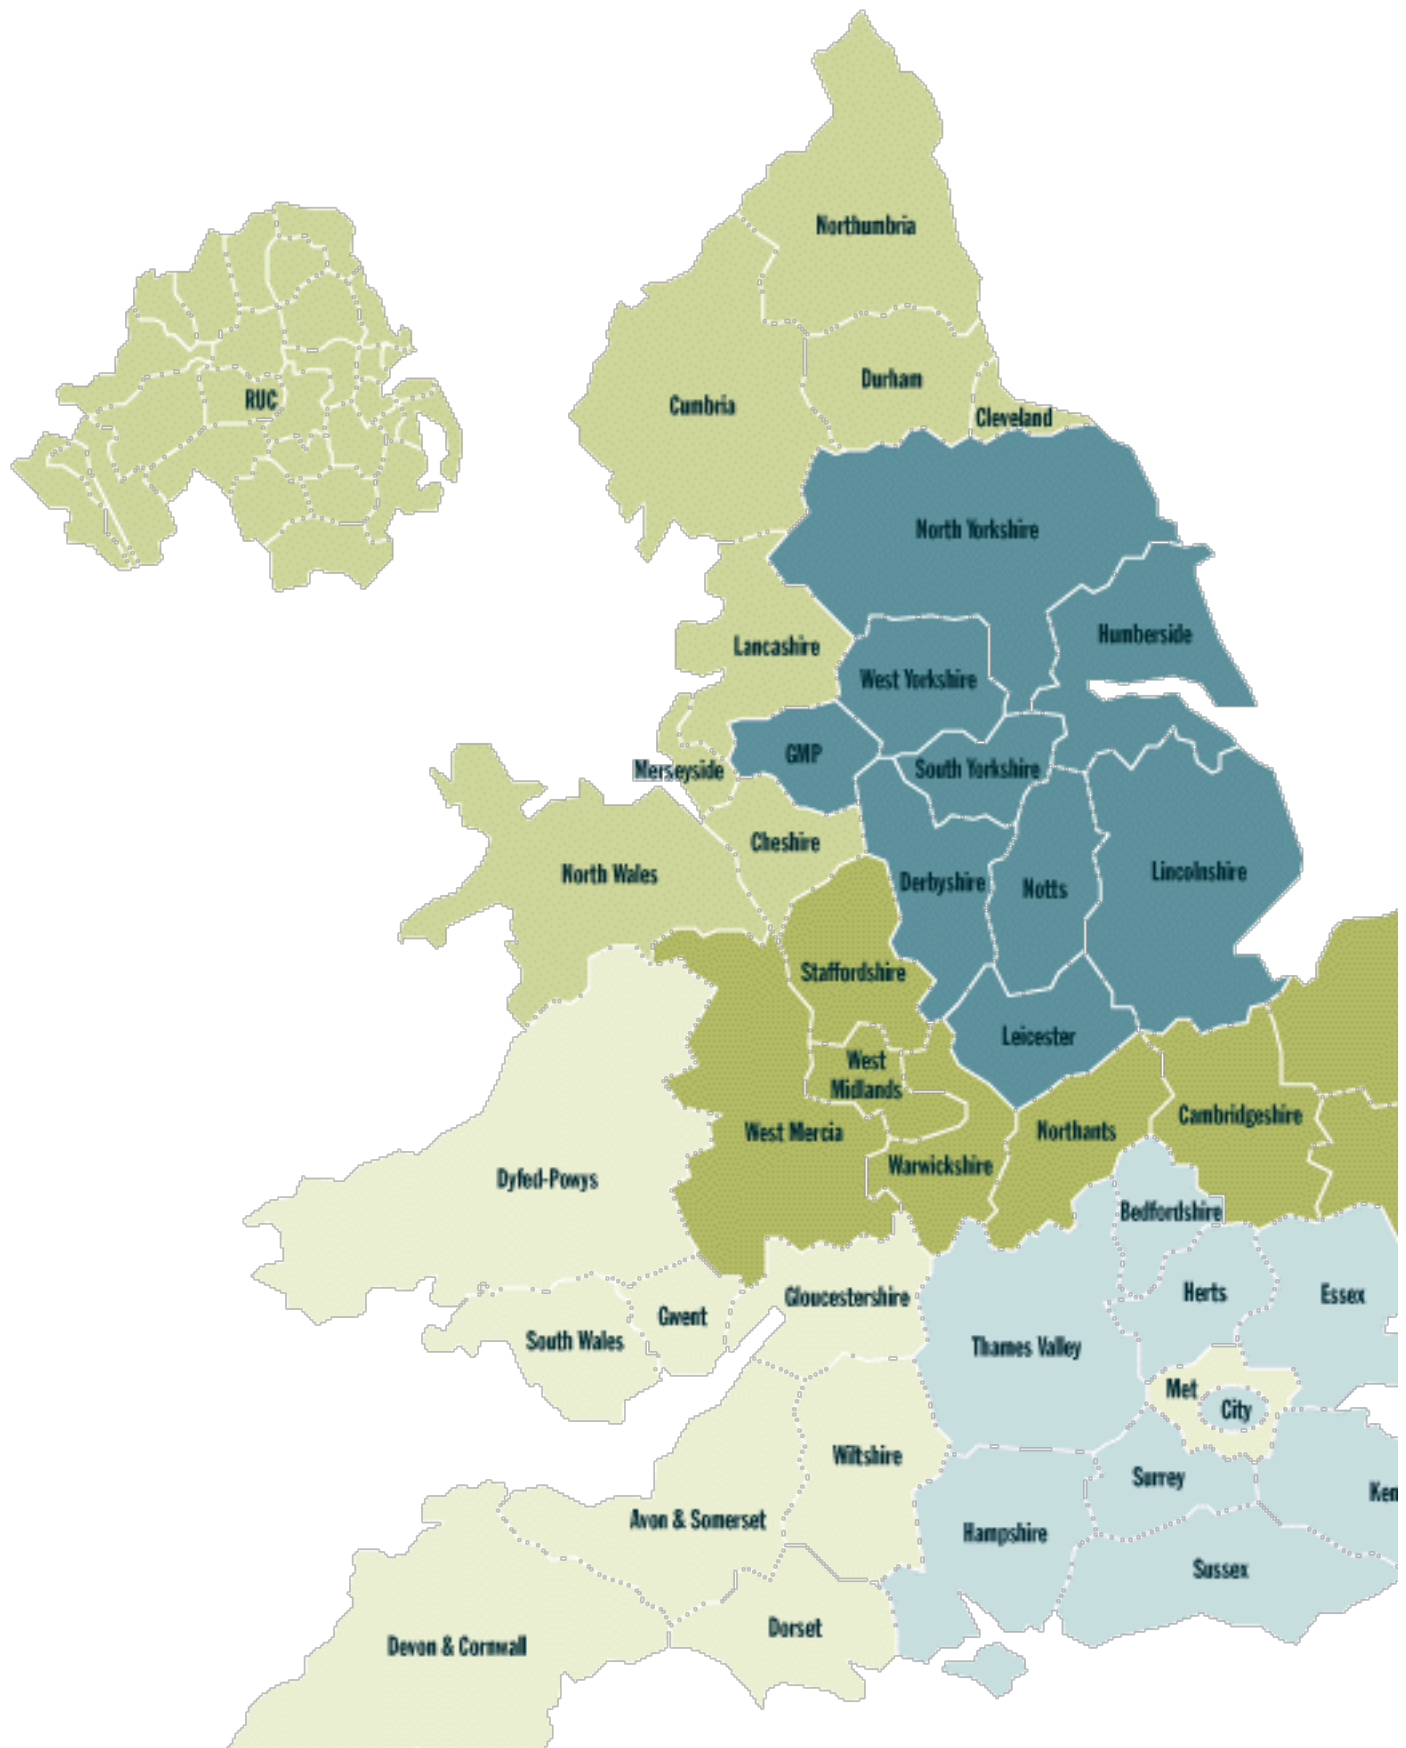 Northumbria
Durham
RUC
Cumbria
Cleveland
North Yorkshire
Humberside
Lancashire
West Yorkshire
GMP
South Yorkshire
Merseyside
Cheshire
North Wales
Derbyshire
Notts
Lincolnshire
Staffordshire
Leicester
West
Midlands
Cambridgeshire
West Mercia
Northants
Warwickshire
Dyfed-Powys
Bedfordshire
Gloucestershire
Herts
Essex
Gwent
South Wales
Thames Valley
Met
City
Wiltshire
Surrey
Ken
Avon & Somerset
Hampshire
Sussex
Dorset
Devon & Cornwall